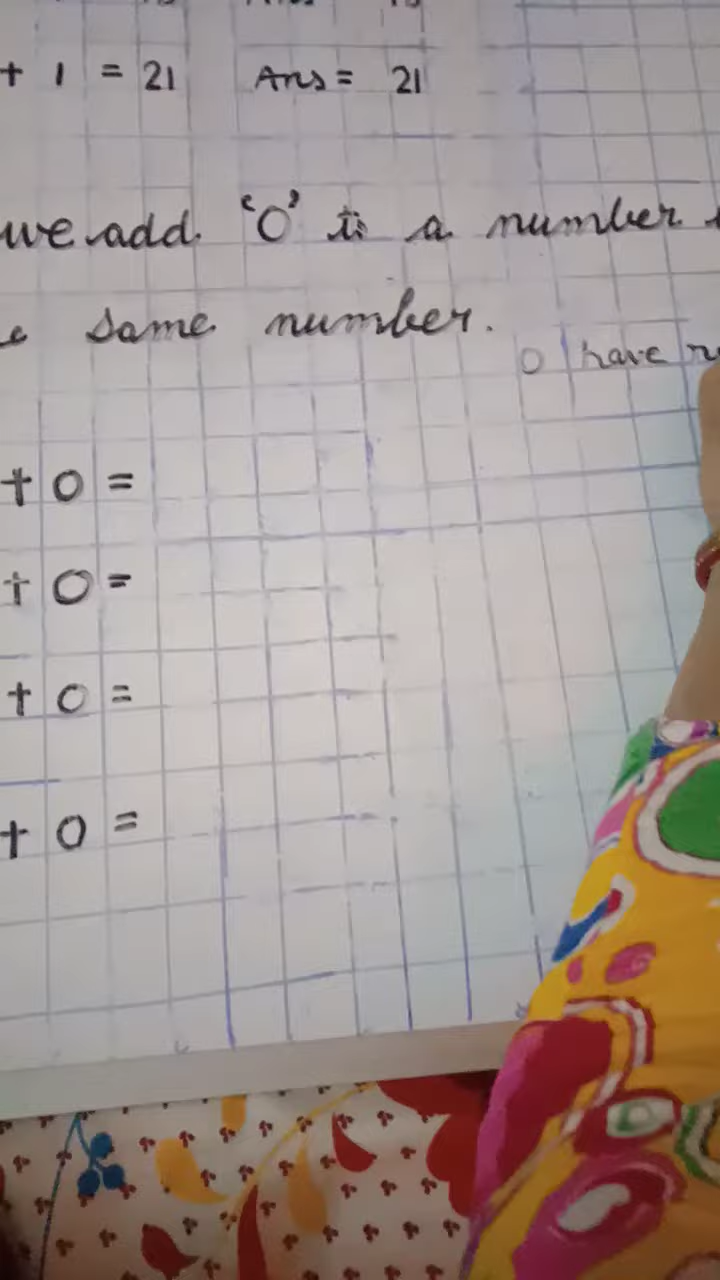 + 1 = 21 Ans = 21
we add '0' to a number
same number.
0 have
+ 0 =
+ 0 =
+ 0 =
+ 0 =